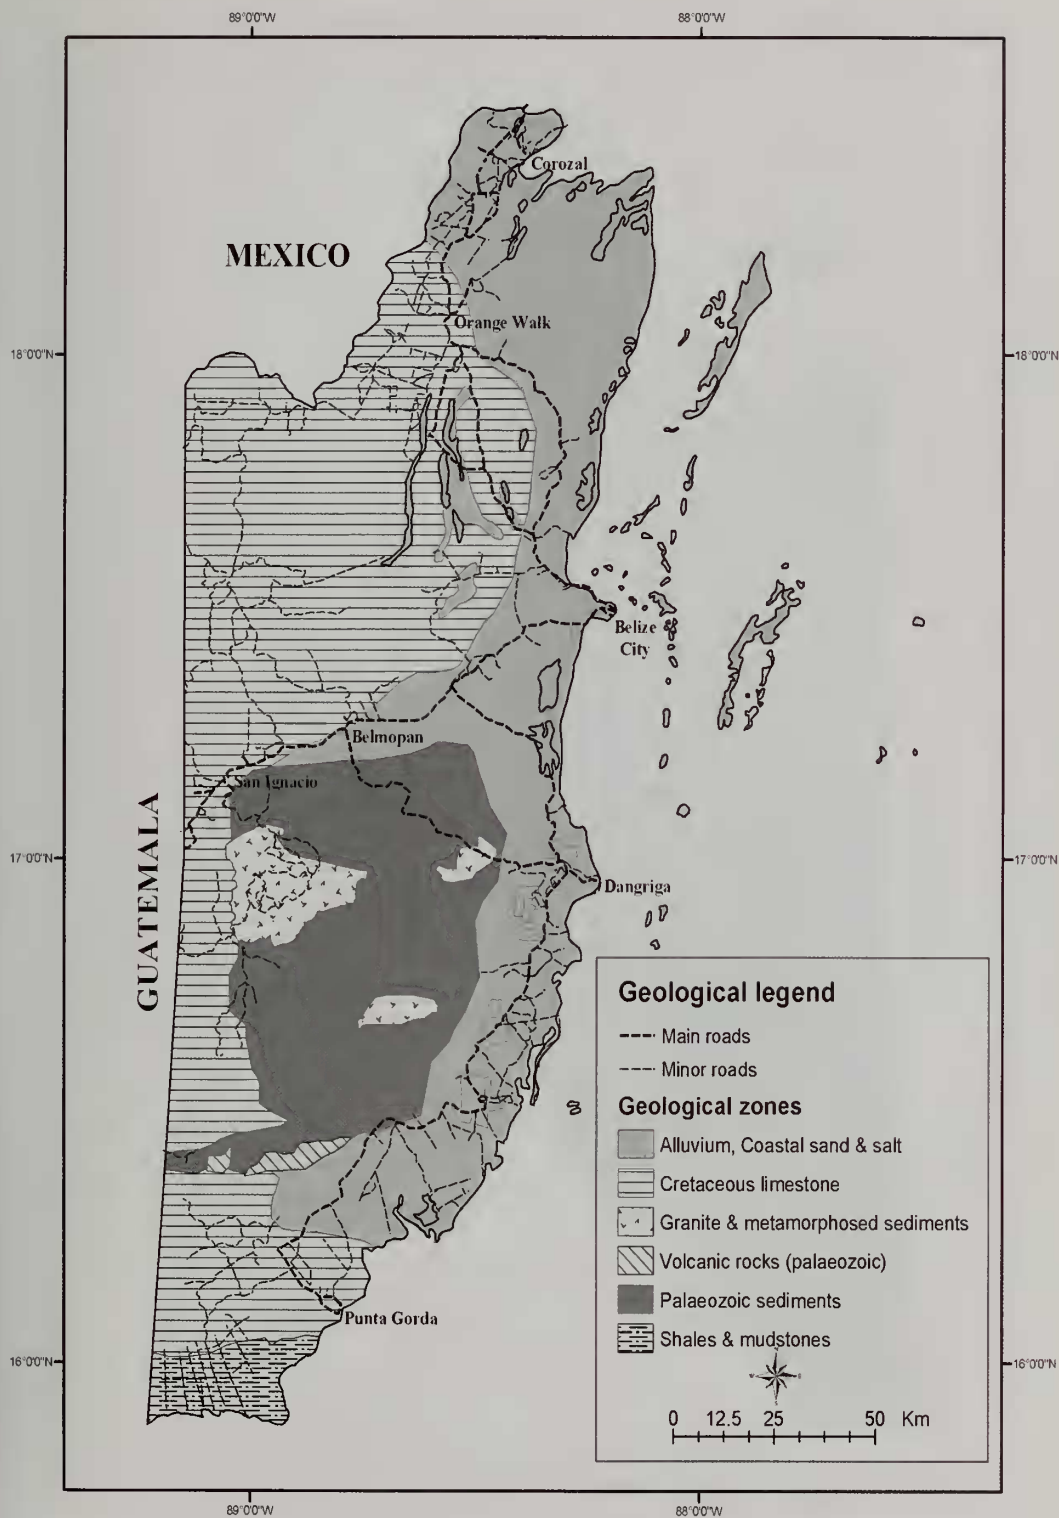 89°0'0"W
88°0'0"W
Corozal
MEXICO
Orange Walk
18°0'0"N
18°0'0"N
Belize
City
Belmopan
San Ignacio
GUATEMALA
17°0'0"N
17°0'0"N
Dangriga
Geological legend
Main roads
Minor roads
Geological zones
Alluvium, Coastal sand & salt
Cretaceous limestone
Granite & metamorphosed sediments
Volcanic rocks (palaeozoic)
Palaeozoic sediments
Punta Gorda
Shales & mudstones
16°0'0"N
16°0'0"N
0 12.5 25 50 Km
89°0'0"W
88°0'0"W